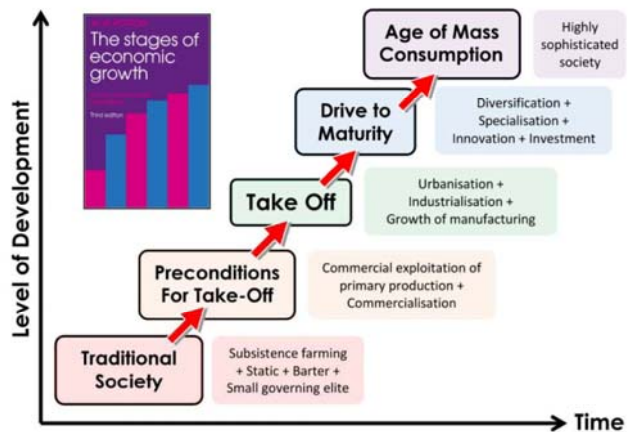 The stages of
economic
growth
Third edition
Age of Mass
Consumption
Highly
sophisticated
society
Drive to
Maturity
Diversification +
Specialisation +
Innovation + Investment
Take Off
Urbanisation +
Industrialisation +
Growth of manufacturing
Preconditions
For Take-Off
Commercial exploitation of
primary production +
Commercialisation
Traditional
Society
Subsistence farming
+ Static + Barter +
Small governing elite
Level of Development
Time